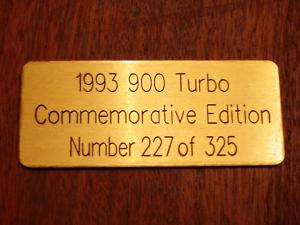 1993 900 Turbo
Commemorative Edition
Number 227 of 325